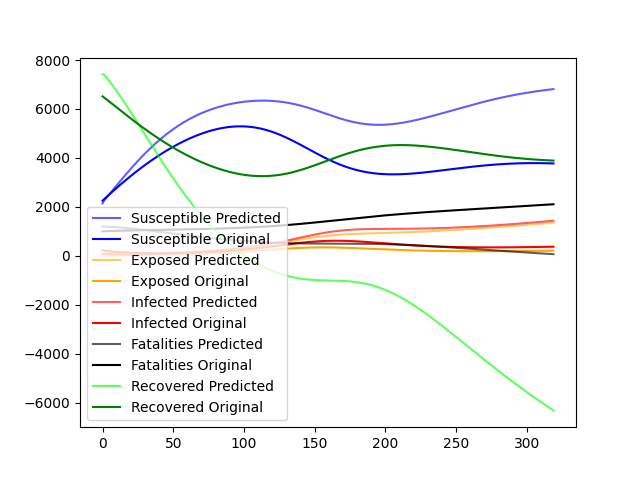 8000
6000
4000
2000
0
−2000
−4000
−6000
Susceptible Predicted
Susceptible Original
Exposed Predicted
Exposed Original
Infected Predicted
Infected Original
Fatalities Predicted
Fatalities Original
Recovered Predicted
Recovered Original
0 50 100 150 200 250 300